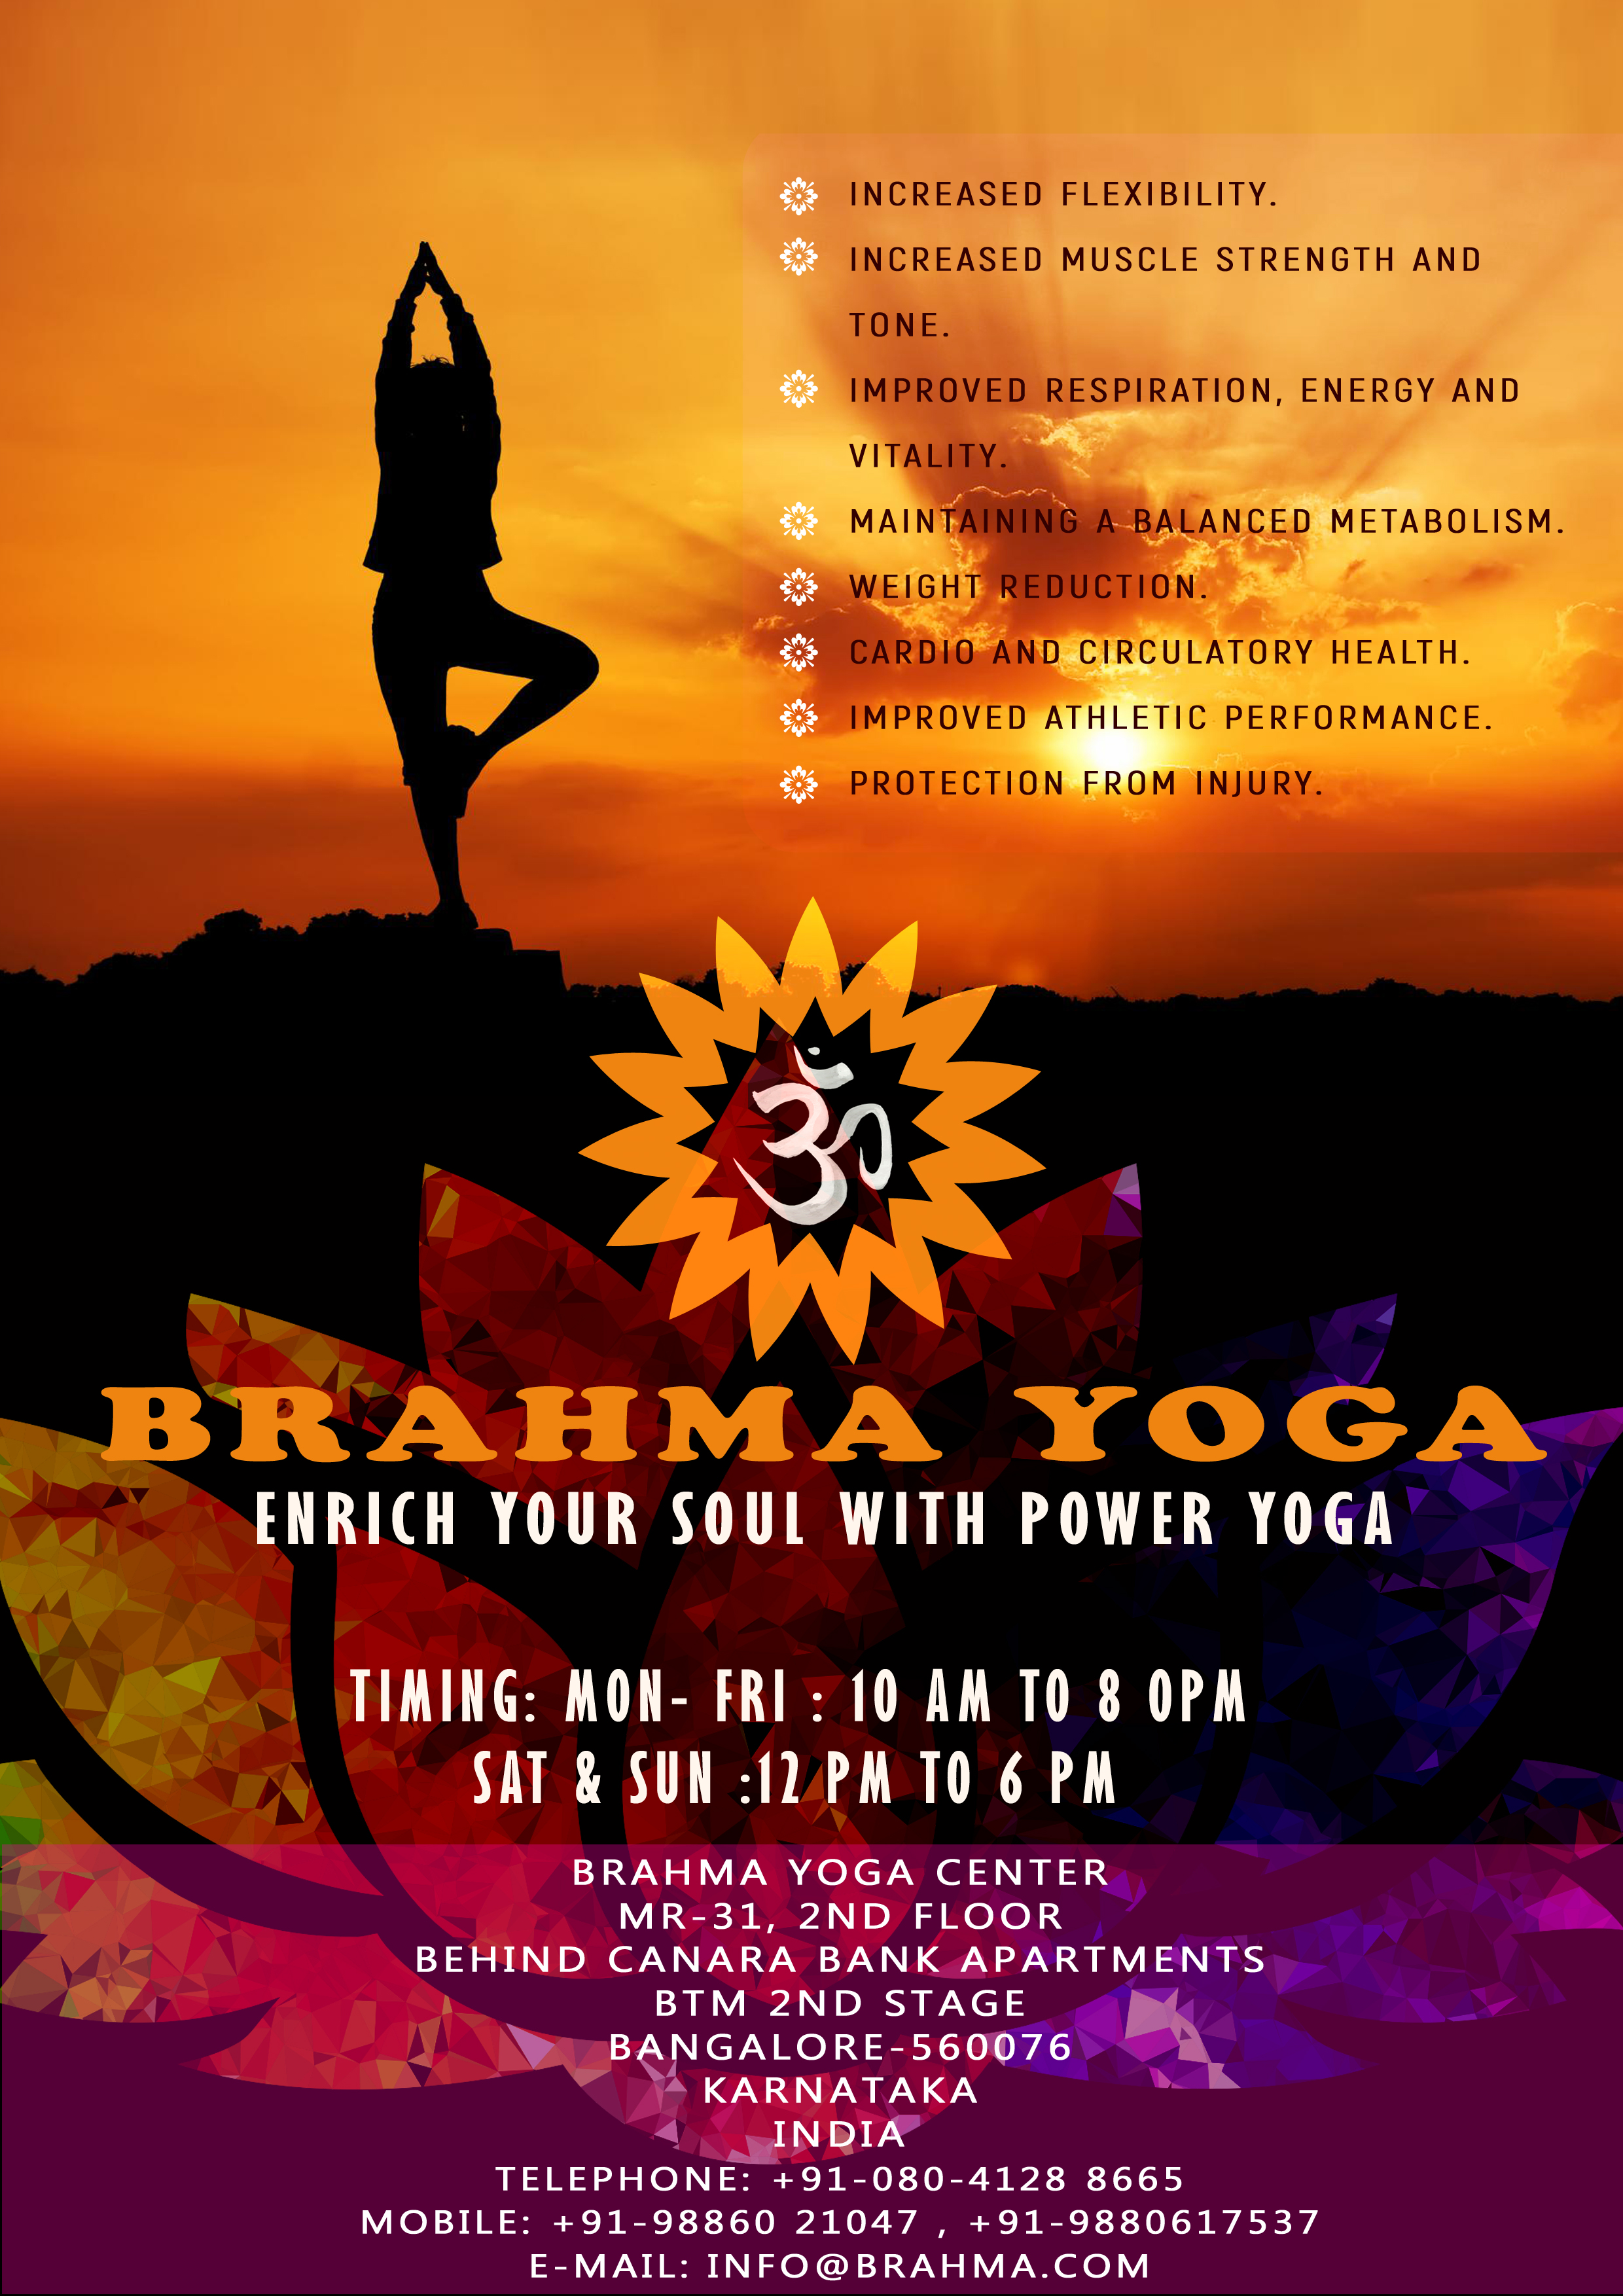 INCREASED FLEXIBILITY.
INCREASED MUSCLE STRENGTH AND
TONE.
IMPROVED RESPIRATION, ENERGY AND
VITALITY.
MAINTAINING A BALANCED METABOLISM.
WEIGHT REDUCTION.
CARDIO AND CIRCULATORY HEALTH.
IMPROVED ATHLETIC PERFORMANCE.
PROTECTION FROM INJURY.
ॐ
BRAHMA YOGA
ENRICH YOUR SOUL WITH POWER YOGA
TIMING: MON- FRI : 10 AM TO 8 0PM
SAT & SUN :12 PM TO 6 PM
BRAHMA YOGA CENTER
MR-31, 2ND FLOOR
BEHIND CANARA BANK APARTMENTS
BTM 2ND STAGE
BANGALORE-560076
KARNATAKA
INDIA
TELEPHONE: +91-080-4128 8665
MOBILE: +91-98860 21047 , +91-9880617537
E-MAIL: INFO@BRAHMA.COM